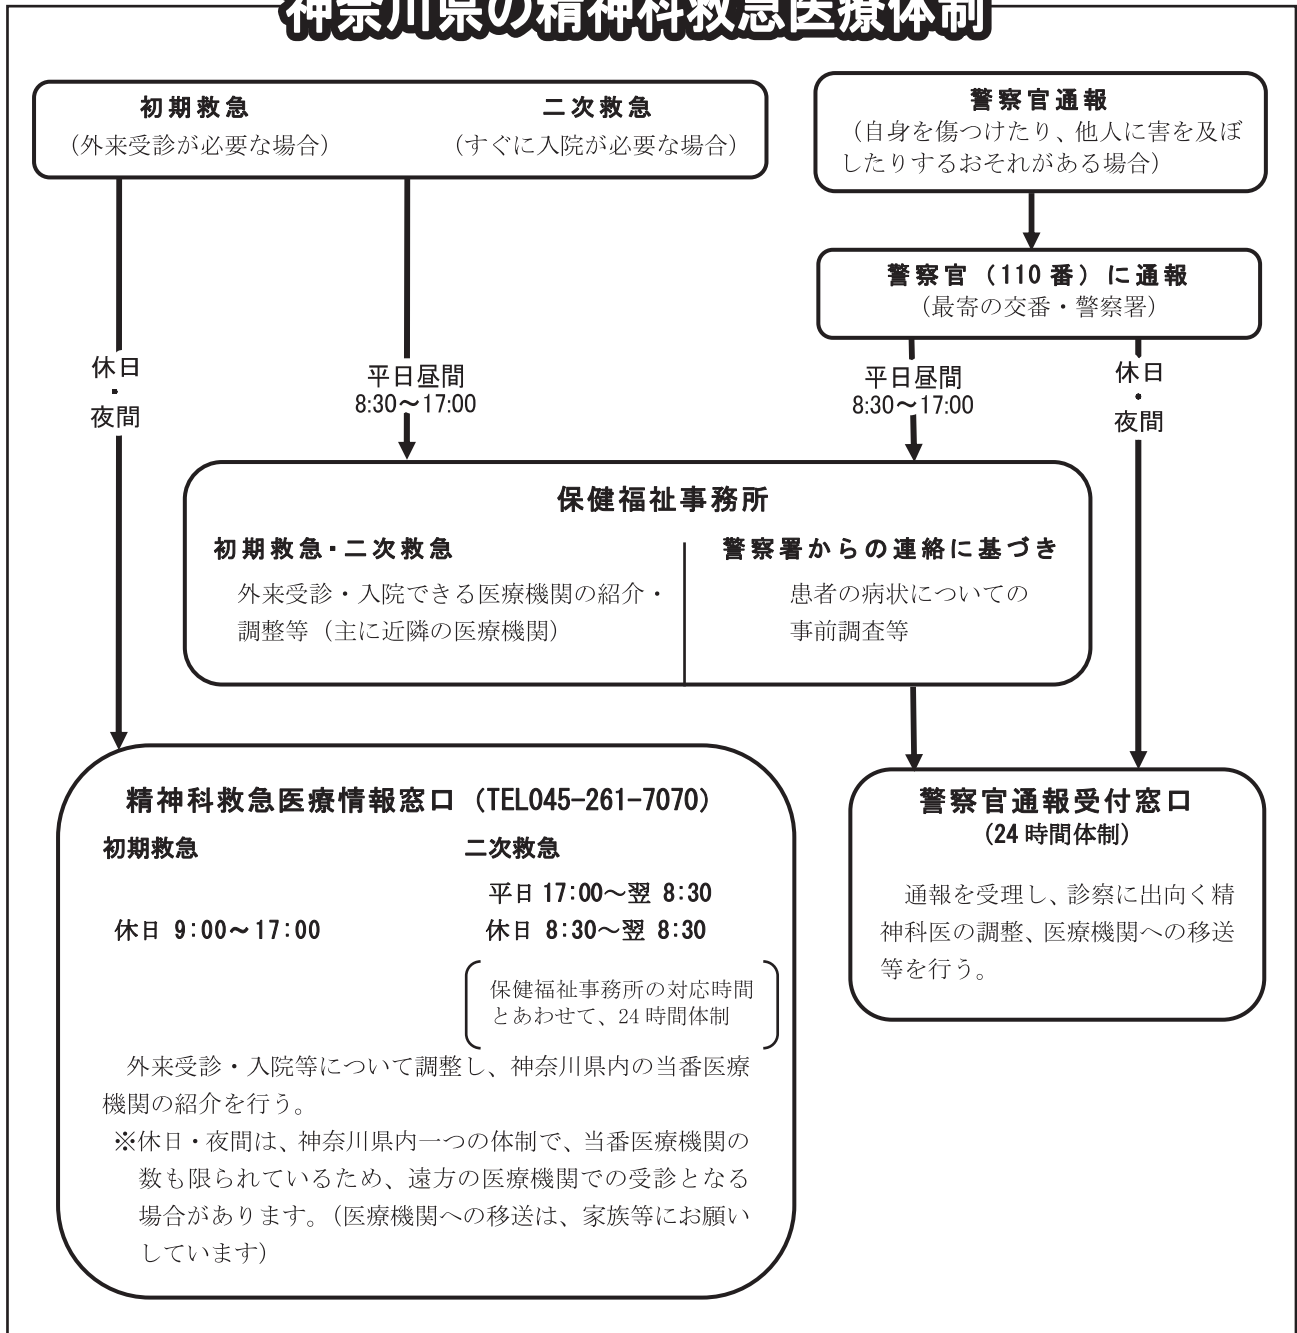 神奈川県の精神科救急医療体制
初期救急
（外来受診が必要な場合）
二次救急
（すぐに入院が必要な場合）
警察官通報
（自身を傷つけたり、他人に害を及ぼ
したりするおそれがある場合）
警察官（110番）に通報
（最寄の交番・警察署）
休日
・
夜間
平日昼間
8:30～17:00
平日昼間
8:30～17:00
休日
・
夜間
保健福祉事務所
初期救急・二次救急
外来受診・入院できる医療機関の紹介・
調整等（主に近隣の医療機関）
警察署からの連絡に基づき
患者の病状についての
事前調査等
精神科救急医療情報窓口（TEL045-261-7070）
初期救急
休日 9:00～17:00
二次救急
平日 17:00～翌 8:30
休日 8:30～翌 8:30
保健福祉事務所の対応時間
とあわせて、24時間体制
外来受診・入院等について調整し、神奈川県内の当番医療
機関の紹介を行う。
※休日・夜間は、神奈川県内一つの体制で、当番医療機関の
数も限られているため、遠方の医療機関での受診となる
場合があります。（医療機関への移送は、家族等にお願い
しています）
警察官通報受付窓口
（24時間体制）
通報を受理し、診察に出向く精
神科医の調整、医療機関への移送
等を行う。